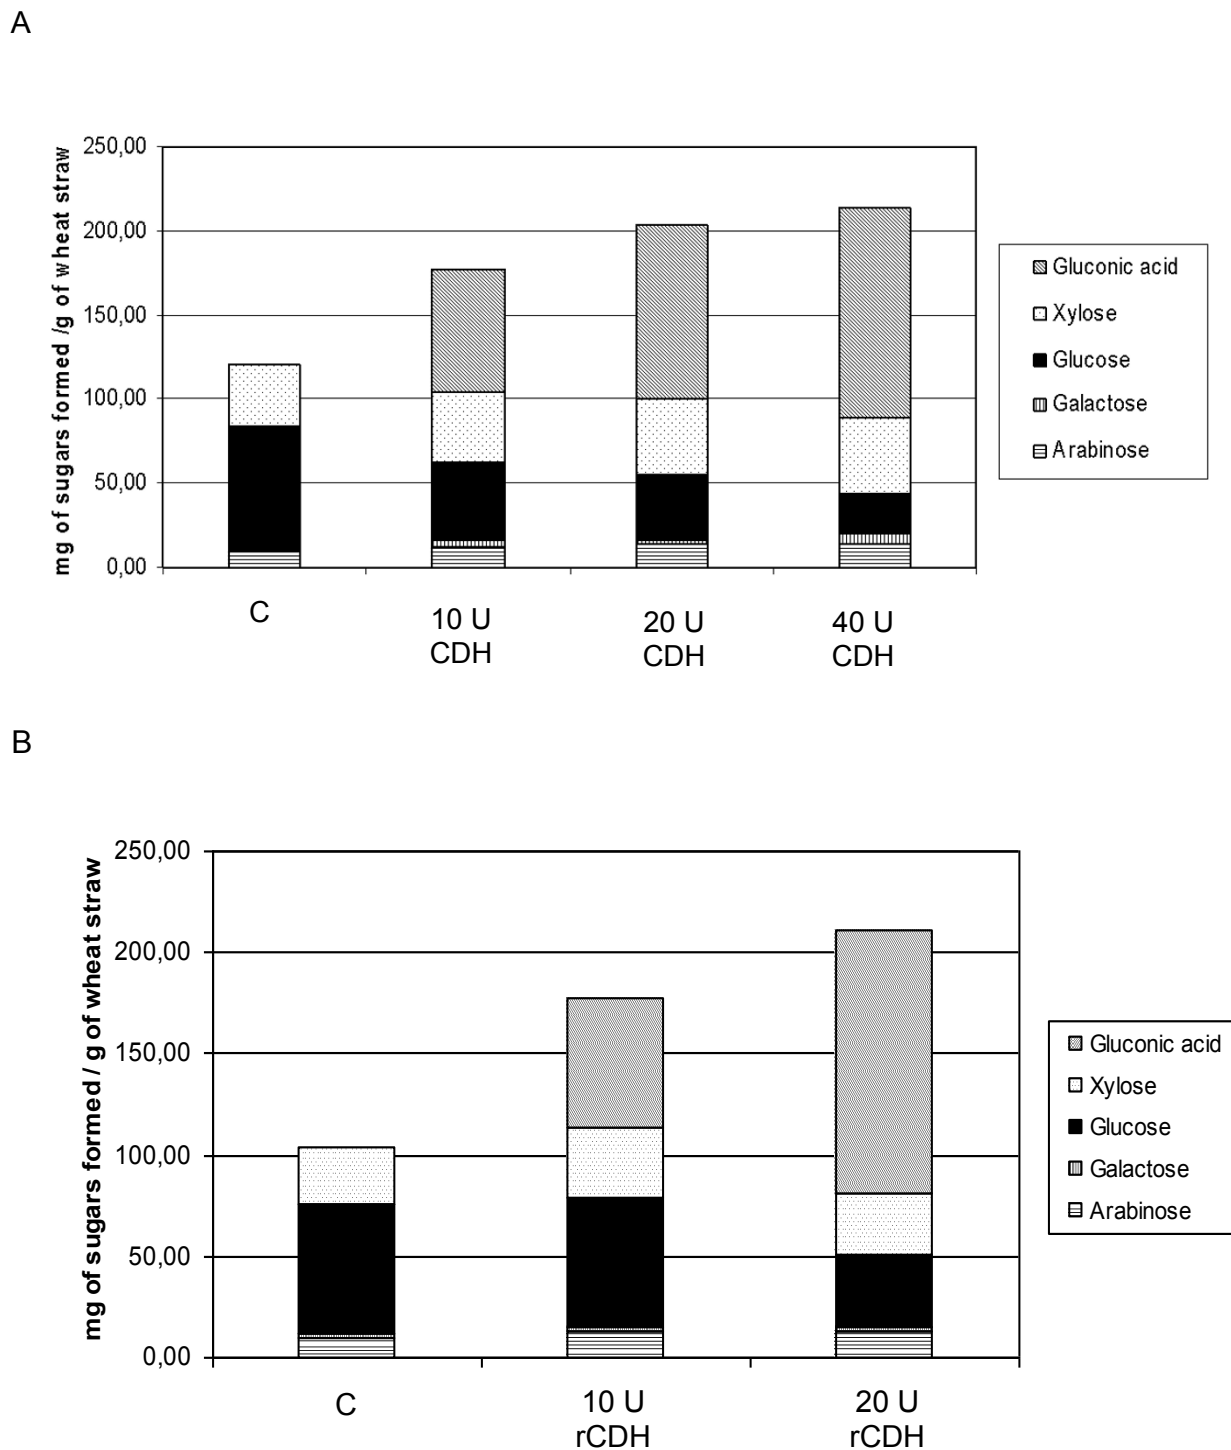 A
mg of sugars formed /g of wheat straw
250,00
200,00
150,00
100,00
50,00
0,00
C
10 U
CDH
20 U
CDH
40 U
CDH
Gluconic acid
Xylose
Glucose
Galactose
Arabinose
B
mg of sugars formed / g of wheat straw
250,00
200,00
150,00
100,00
50,00
0,00
C
10 U
rCDH
20 U
rCDH
Gluconic acid
Xylose
Glucose
Galactose
Arabinose